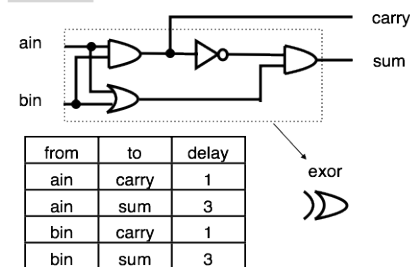 carry
ain
sum
bin
exor
from to delay
ain carry 1
ain sum 3
bin carry 1
bin sum 3